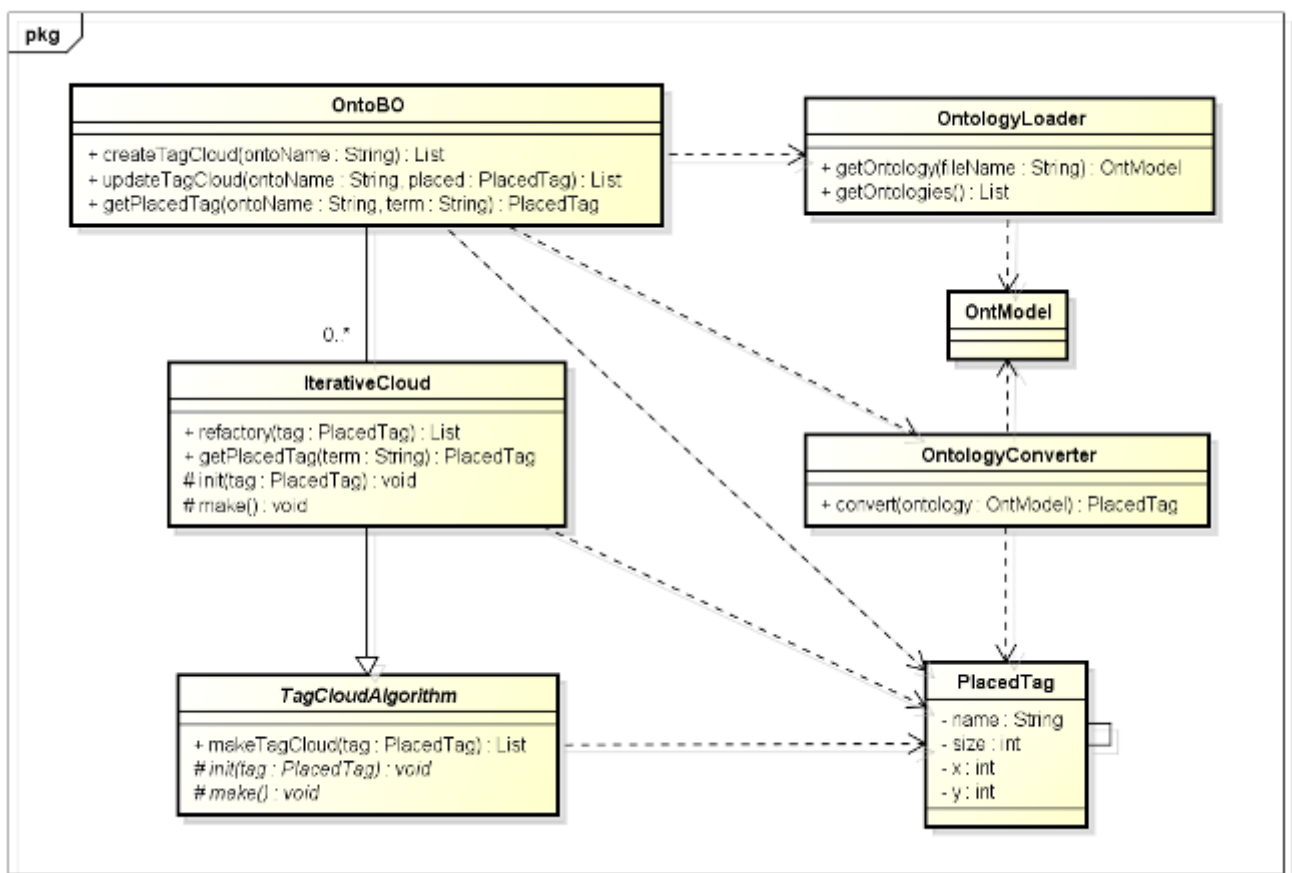 pkg
OntoBO
+ createTagCloud(ontoName : String) : List
+ updateTagCloud(ontoName : String, placed : PlacedTag) : List
+ getPlacedTag(ontoName : String, term : String) : PlacedTag
OntologyLoader
+ getOntology(fileName : String) : OntModel
+ getOntologies() : List
OntModel
0..*
IterativeCloud
+ refactory(tag : PlacedTag) : List
+ getPlacedTag(term : String) : PlacedTag
# init(tag : PlacedTag) : void
# make() : void
OntologyConverter
+ convert(ontology : OntModel) : PlacedTag
TagCloudAlgorithm
+ makeTagCloud(tag : PlacedTag) : List
# init(tag : PlacedTag) : void
# make() : void
PlacedTag
- name : String
- size : int
- x : int
- y : int